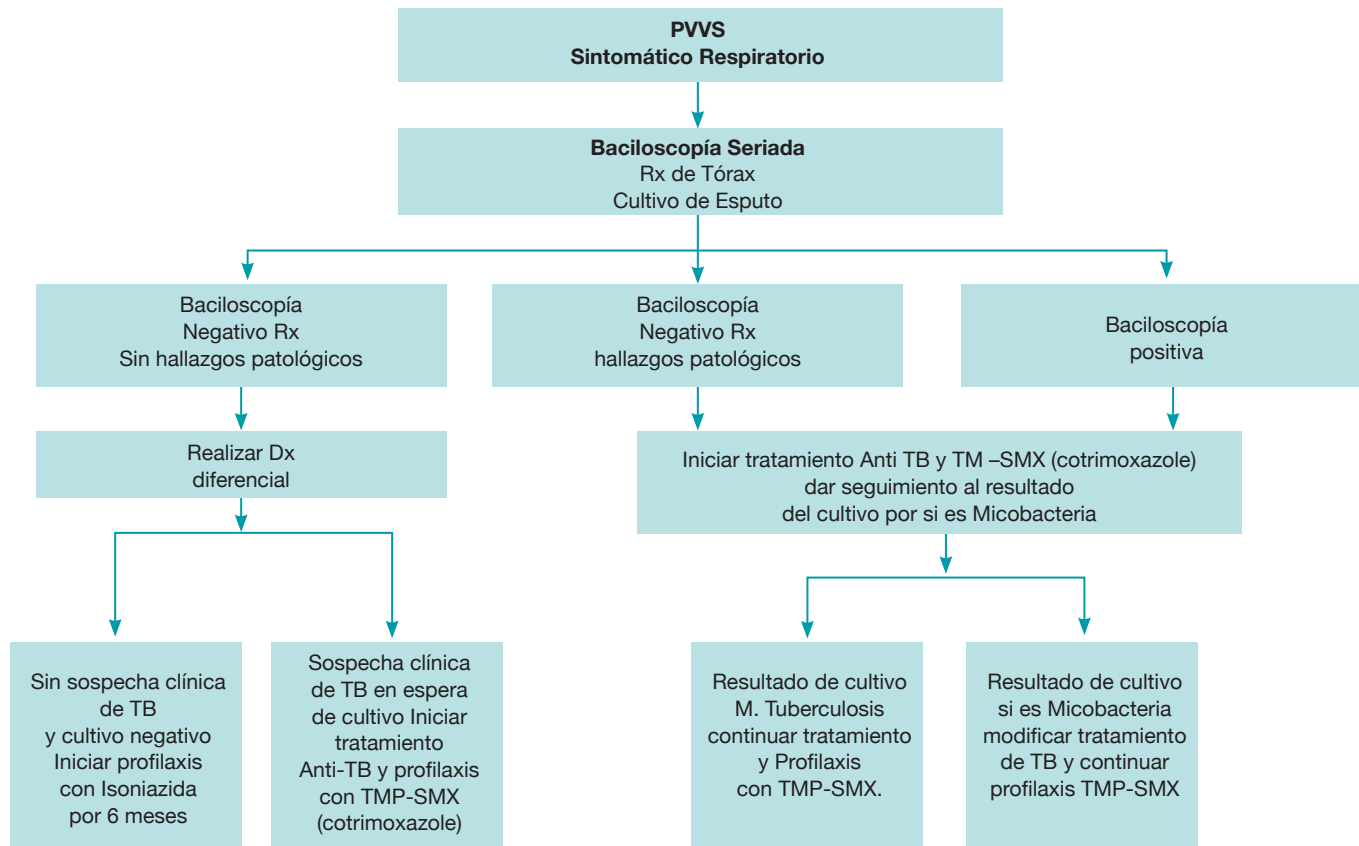 PVVS
Sintomático Respiratorio
Baciloscopía Seriada
Rx de Tórax
Cultivo de Esputo
Baciloscopía
Negativo Rx
Sin hallazgos patológicos
Baciloscopía
Negativo Rx
hallazgos patológicos
Baciloscopía
positiva
Realizar Dx
diferencial
Iniciar tratamiento Anti TB y TM –SMX (cotrimoxazole)
dar seguimiento al resultado
del cultivo por si es Micobacteria
Sin sospecha clínica
de TB
y cultivo negativo
Iniciar profilaxis
con Isoniazida
por 6 meses
Sospecha clínica
de TB en espera
de cultivo Iniciar
tratamiento
Anti-TB y profilaxis
con TMP-SMX
(cotrimoxazole)
Resultado de cultivo
M. Tuberculosis
continuar tratamiento
y Profilaxis
con TMP-SMX.
Resultado de cultivo
si es Micobacteria
modificar tratamiento
de TB y continuar
profilaxis TMP-SMX